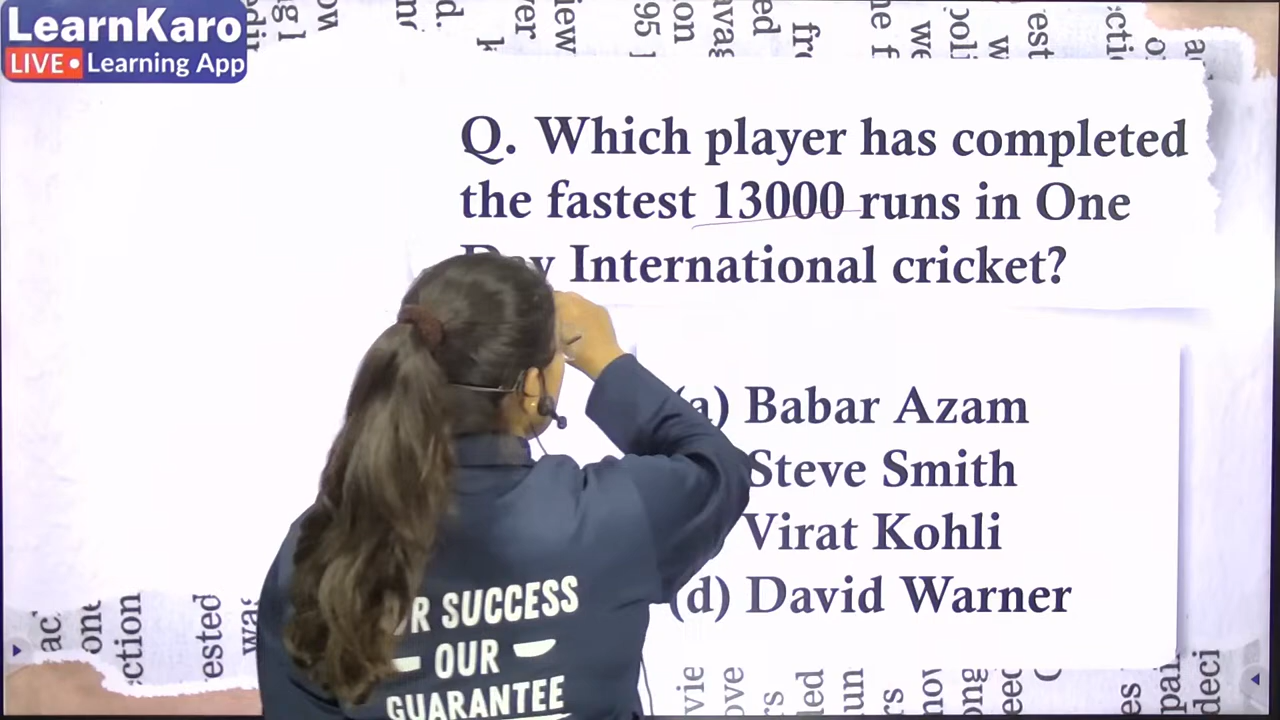 LearnKaro
LIVE • Learning App
Q. Which player has completed
the fastest 13000 runs in One
Day International cricket?
(a) Babar Azam
Steve Smith
Virat Kohli
(d) David Warner
SUCCESS
OUR
GUARANTEE